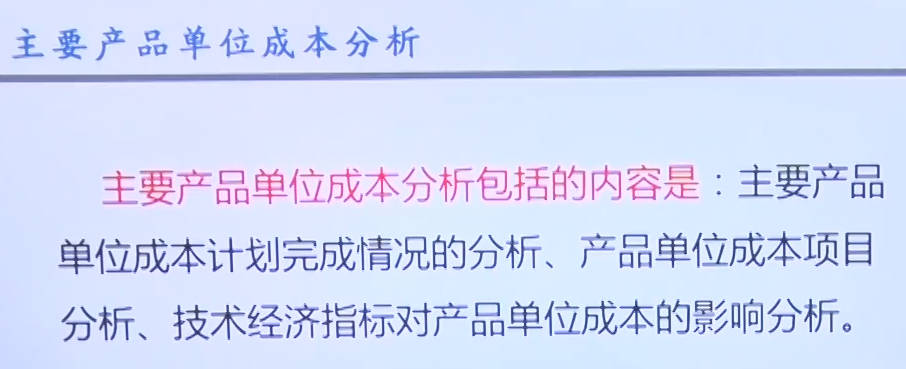 主要产品单位成本分析
主要产品单位成本分析包括的内容是：主要产品
单位成本计划完成情况的分析、产品单位成本项目
分析、技术经济指标对产品单位成本的影响分析。